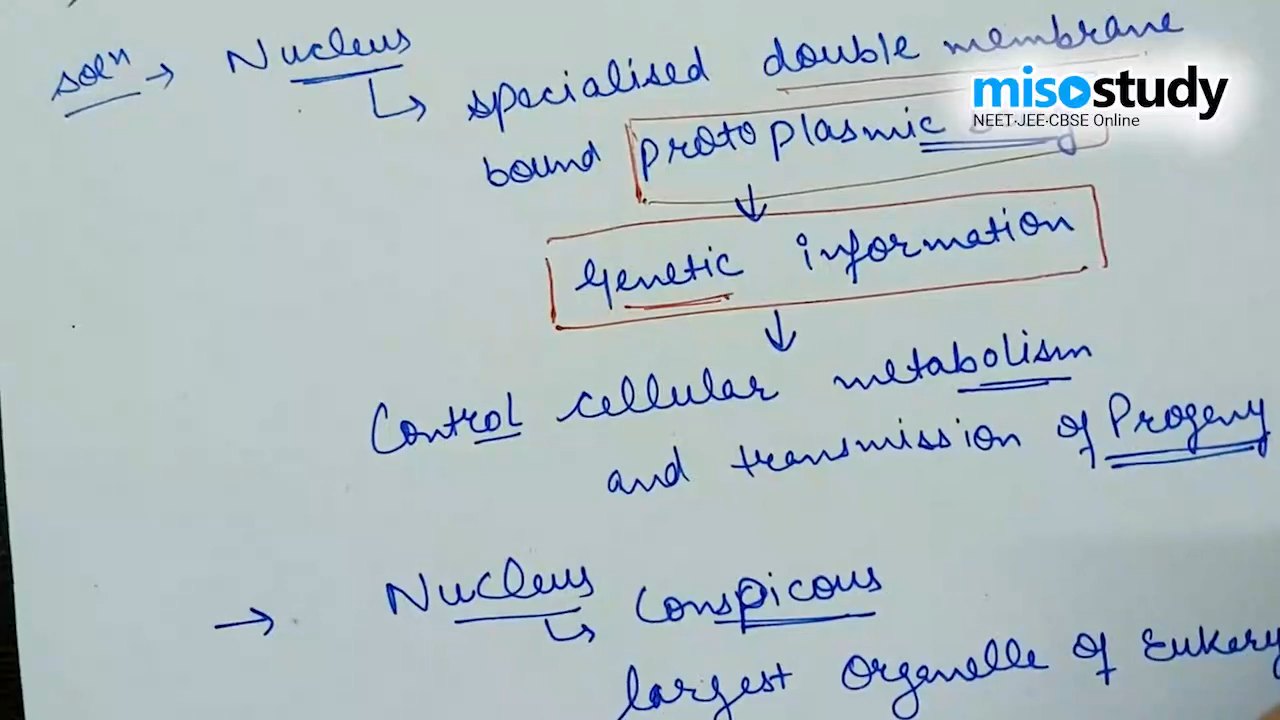 solⁿ → Nucleus
↳ specialised double membrane
bound protoplasmic
↓
Genetic information
↓
Control cellular metabolism
and transmission of Progeny
→ Nucleus
↳ Conspicous
largest organelle of Eukary
misostudy
NEET-JEE-CBSE Online